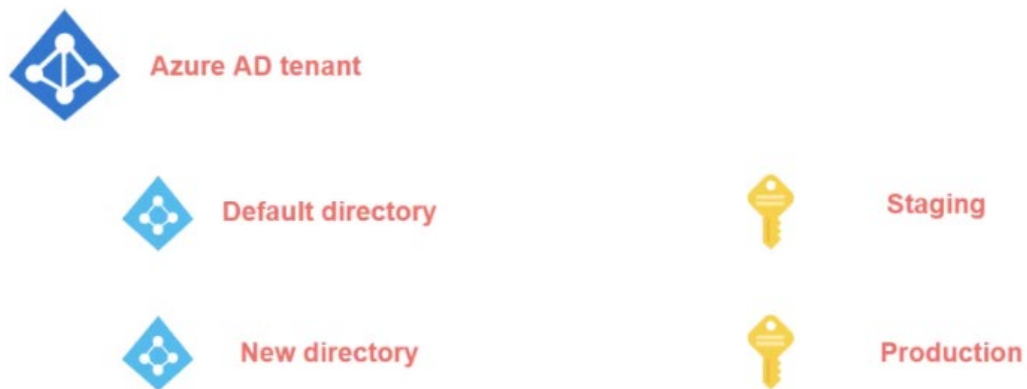 Azure AD tenant
Default directory
Staging
New directory
Production